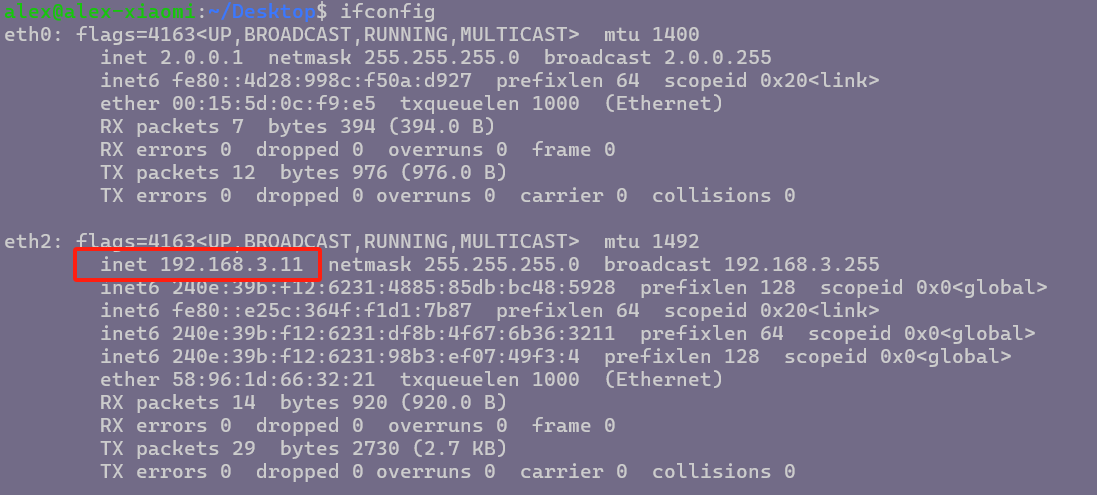 alex@alex-xiaomi:~/Desktop$ ifconfig
eth0: flags=4163<UP,BROADCAST,RUNNING,MULTICAST>  mtu 1400
        inet 2.0.0.1  netmask 255.255.255.0  broadcast 2.0.0.255
        inet6 fe80::4d28:998c:f50a:d927  prefixlen 64  scopeid 0x20<link>
        ether 00:15:5d:0c:f9:e5  txqueuelen 1000  (Ethernet)
        RX packets 7  bytes 394 (394.0 B)
        RX errors 0  dropped 0  overruns 0  frame 0
        TX packets 12  bytes 976 (976.0 B)
        TX errors 0  dropped 0 overruns 0  carrier 0  collisions 0

eth2: flags=4163<UP,BROADCAST,RUNNING,MULTICAST>  mtu 1492
        inet 192.168.3.11  netmask 255.255.255.0  broadcast 192.168.3.255
        inet6 240e:39b:f12:6231:4885:85db:bc48:5928  prefixlen 128  scopeid 0x0<global>
        inet6 fe80::e25c:364f:f1d1:7b87  prefixlen 64  scopeid 0x20<link>
        inet6 240e:39b:f12:6231:df8b:4f67:6b36:3211  prefixlen 64  scopeid 0x0<global>
        inet6 240e:39b:f12:6231:98b3:ef07:49f3:4  prefixlen 128  scopeid 0x0<global>
        ether 58:96:1d:66:32:21  txqueuelen 1000  (Ethernet)
        RX packets 14  bytes 920 (920.0 B)
        RX errors 0  dropped 0  overruns 0  frame 0
        TX packets 29  bytes 2730 (2.7 KB)
        TX errors 0  dropped 0 overruns 0  carrier 0  collisions 0